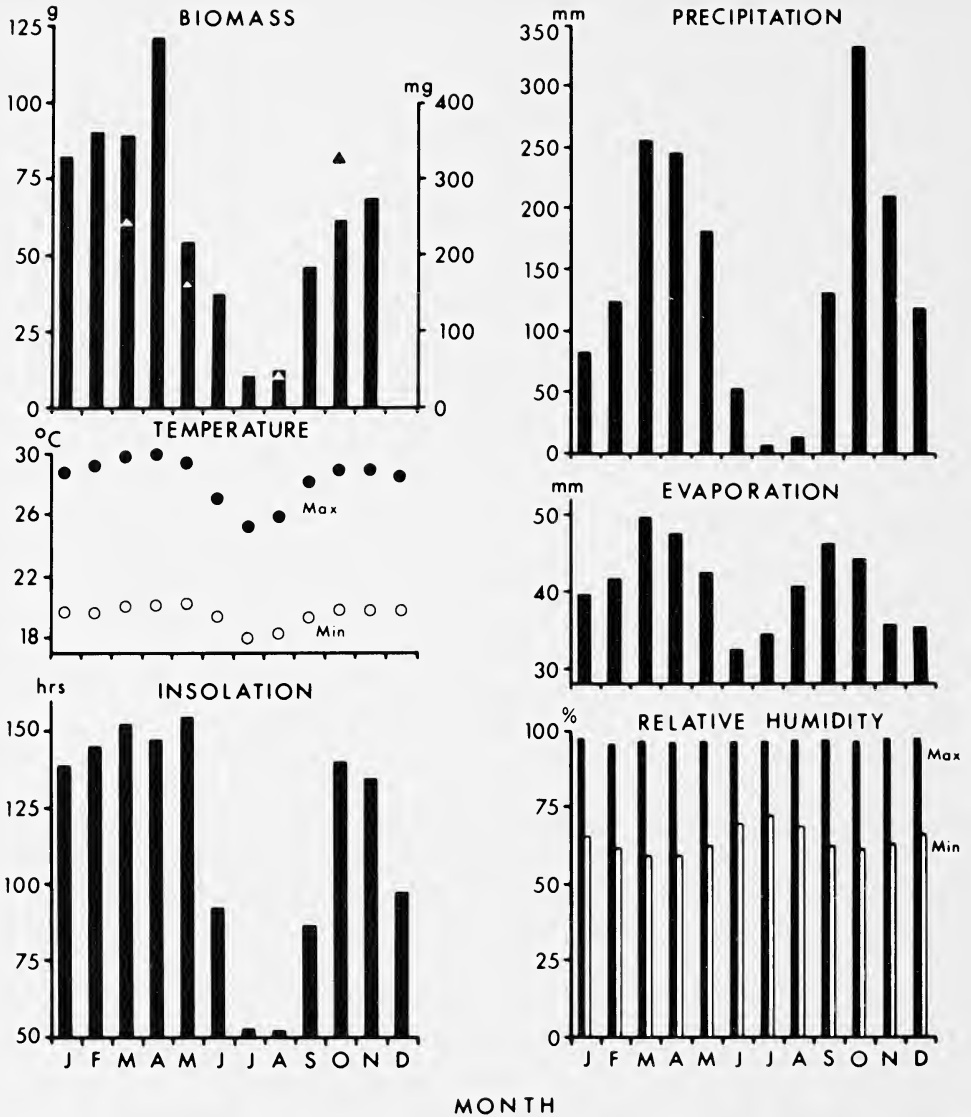 BIOMASS
g
125
100
75
50
25
0
mg
400
300
200
100
0
PRECIPITATION
mm
350
300
250
200
150
100
50
0
TEMPERATURE
°C
30
26
22
18
Max
Min
EVAPORATION
mm
50
40
30
INSOLATION
hrs
150
125
100
75
50
J F M A M J J A S O N D
RELATIVE HUMIDITY
%
100
75
50
25
0
Max
Min
J F M A M J J A S O N D
MONTH